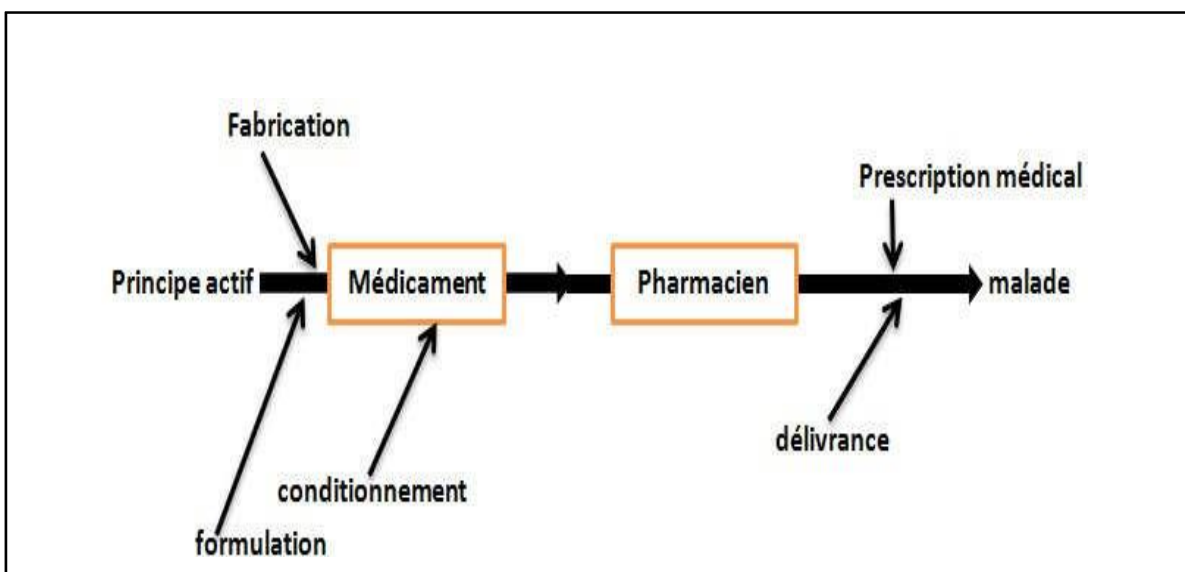 Fabrication
Prescription médical
Principe actif
Médicament
Pharmacien
malade
délivrance
conditionnement
formulation